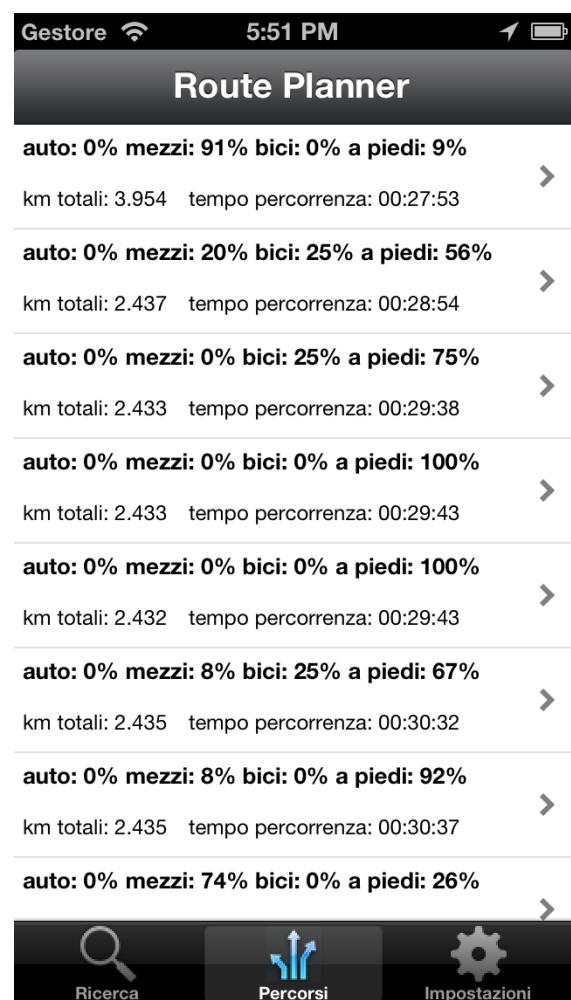 Gestore 5:51 PM
Route Planner
auto: 0% mezzi: 91% bici: 0% a piedi: 9%
km totali: 3.954 tempo percorrenza: 00:27:53
auto: 0% mezzi: 20% bici: 25% a piedi: 56%
km totali: 2.437 tempo percorrenza: 00:28:54
auto: 0% mezzi: 0% bici: 25% a piedi: 75%
km totali: 2.433 tempo percorrenza: 00:29:38
auto: 0% mezzi: 0% bici: 0% a piedi: 100%
km totali: 2.433 tempo percorrenza: 00:29:43
auto: 0% mezzi: 0% bici: 0% a piedi: 100%
km totali: 2.432 tempo percorrenza: 00:29:43
auto: 0% mezzi: 8% bici: 25% a piedi: 67%
km totali: 2.435 tempo percorrenza: 00:30:32
auto: 0% mezzi: 8% bici: 0% a piedi: 92%
km totali: 2.435 tempo percorrenza: 00:30:37
auto: 0% mezzi: 74% bici: 0% a piedi: 26%
Ricerca Percorsi Impostazioni